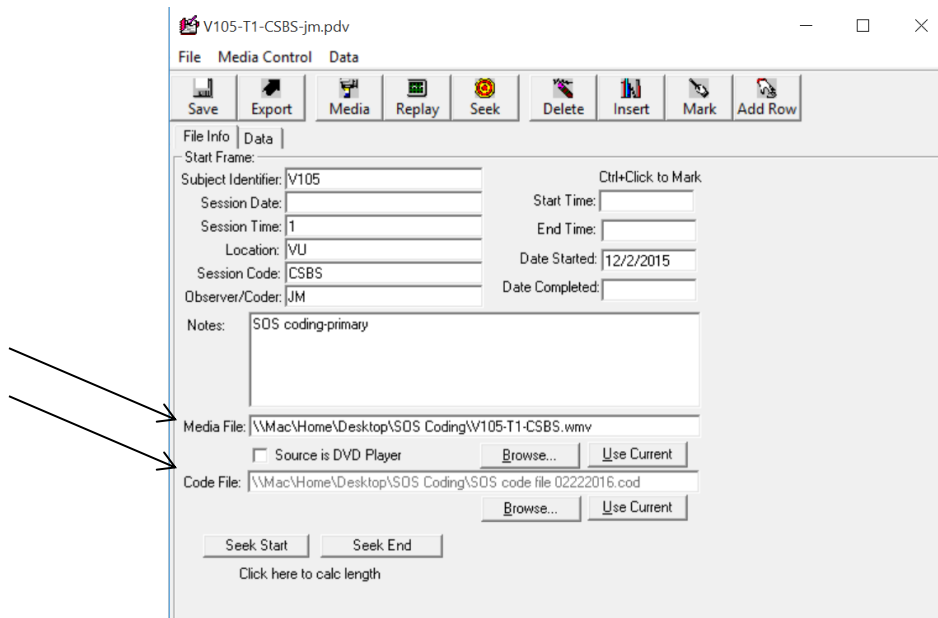 V105-T1-CSBS-jm.pdv
File Media Control Data
Save Export Media Replay Seek Delete Insert Mark Add Row
File Info Data
Start Frame:
Subject Identifier: V105
Ctrl+Click to Mark
Session Date:
Start Time:
Session Time: 1
End Time:
Location: VU
Date Started: 12/2/2015
Session Code: CSBS
Date Completed:
Observer/Coder: JM
Notes: SOS coding-primary
Media File: \\Mac\Home\Desktop\SOS Coding\V105-T1-CSBS.wmv
Source is DVD Player Browse... Use Current
Code File: \\Mac\Home\Desktop\SOS Coding\SOS code file 02222016.cod
Browse... Use Current
Seek Start Seek End
Click here to calc length